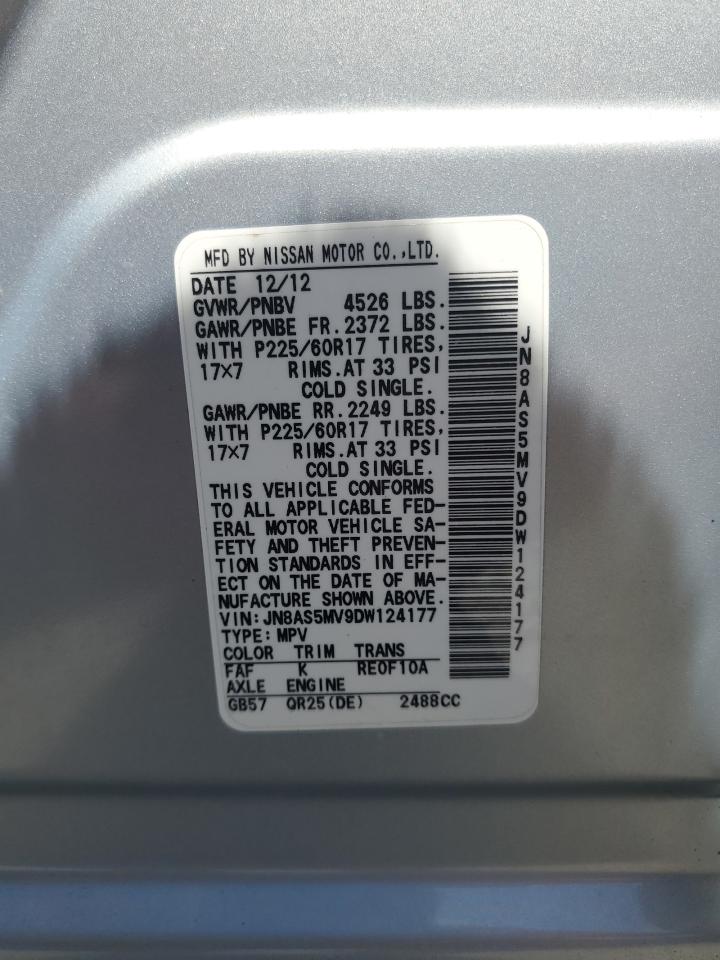 MFD BY NISSAN MOTOR CO.,LTD.
DATE 12/12
GVWR/PNBV 4526 LBS.
GAWR/PNBE FR.2372 LBS.
WITH P225/60R17 TIRES,
17×7 RIMS.AT 33 PSI
COLD SINGLE.
GAWR/PNBE RR.2249 LBS.
WITH P225/60R17 TIRES,
17×7 RIMS.AT 33 PSI
COLD SINGLE.
THIS VEHICLE CONFORMS
TO ALL APPLICABLE FED-
ERAL MOTOR VEHICLE SA-
FETY AND THEFT PREVEN-
TION STANDARDS IN EFF-
ECT ON THE DATE OF MA-
NUFACTURE SHOWN ABOVE.
VIN:JN8AS5MV9DW124177
TYPE:MPV
COLOR TRIM TRANS
FAF K RE0F10A
AXLE ENGINE
GB57 QR25(DE) 2488CC
JN8AS5MV9DW124177